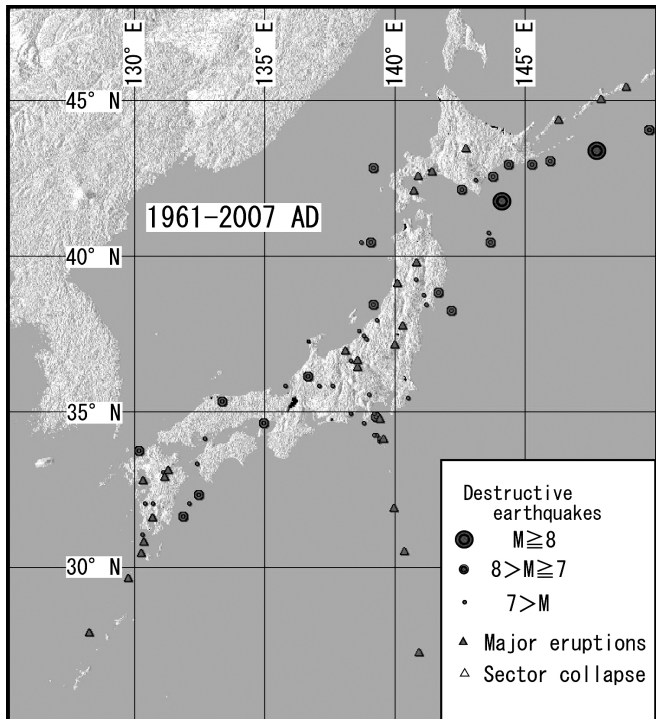 130° E
135° E
140° E
145° E
45° N
1961-2007 AD
40° N
35° N
30° N
Destructive
earthquakes
M≧8
8>M≧7
7>M
Major eruptions
Sector collapse